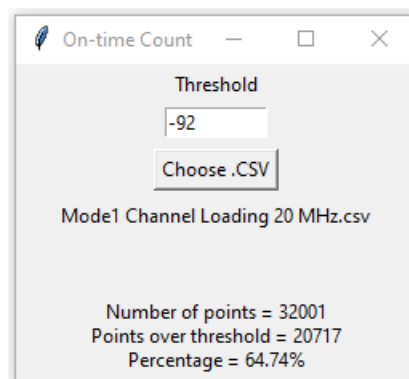 On-time Count
Threshold
-92
Choose .CSV
Mode1 Channel Loading 20 MHz.csv
Number of points = 32001
Points over threshold = 20717
Percentage = 64.74%